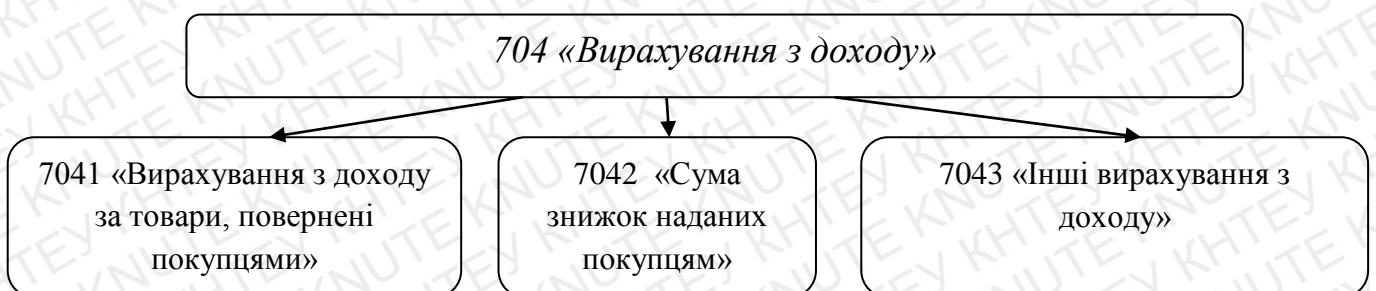 704 «Вирахування з доходу»
7041 «Вирахування з доходу
за товари, повернені
покупцями»
7042 «Сума
знижок наданих
покупцям»
7043 «Інші вирахування з
доходу»